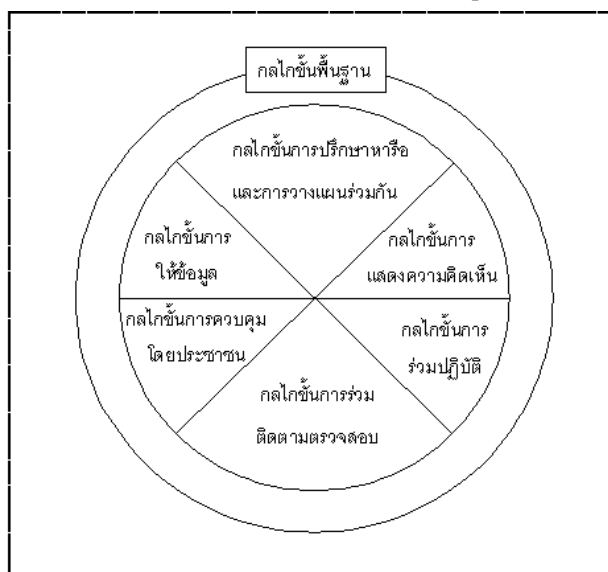 กลไกขั้นพื้นฐาน
กลไกขั้นการปรึกษาหารือ
และการวางแผนร่วมกัน
กลไกขั้นการ
ให้ข้อมูล
กลไกขั้นการ
แสดงความคิดเห็น
กลไกขั้นการควบคุม
โดยประชาชน
กลไกขั้นการ
ร่วมปฏิบัติ
กลไกขั้นการร่วม
ติดตามตรวจสอบ